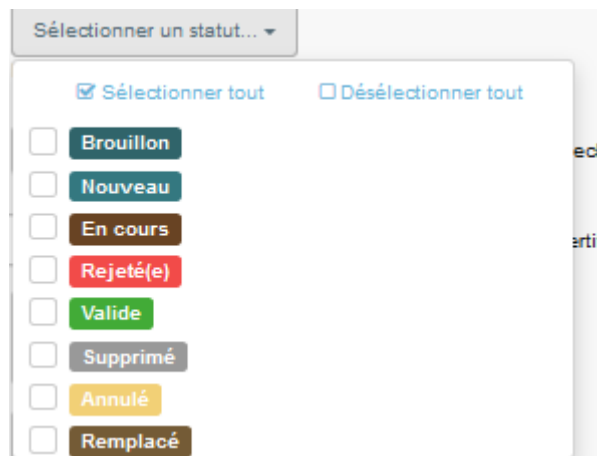 Sélectionner un statut...
Sélectionner tout Désélectionner tout
Brouillon
Nouveau
En cours
Rejeté(e)
Valide
Supprimé
Annulé
Remplacé